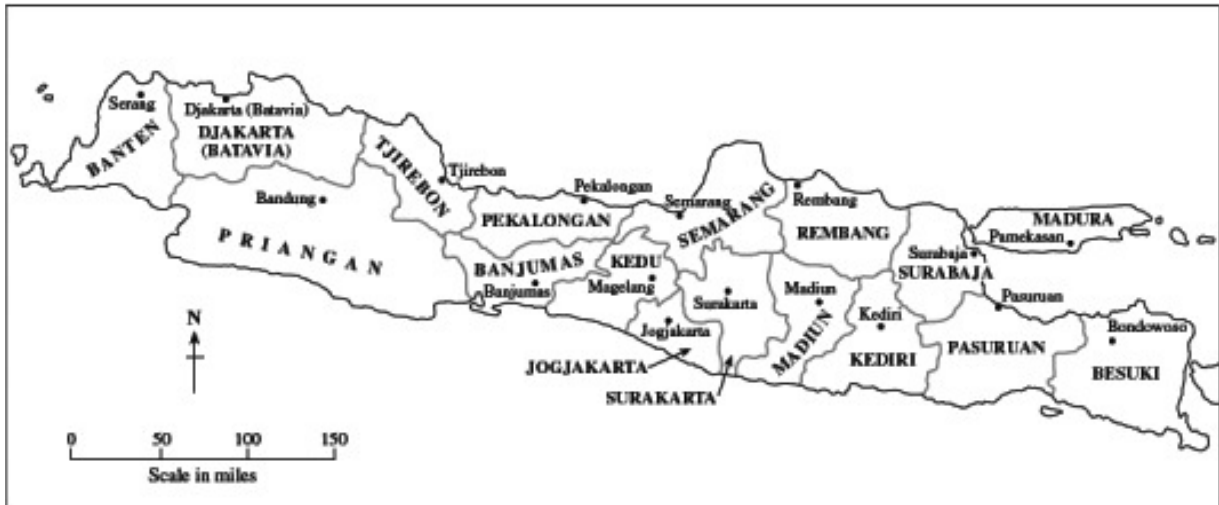 Serang
BANTEN
Djakarta (Batavia)
DJAKARTA
(BATAVIA)
TJIREBON
Tjirebon
Bandung
PRIANGAN
Pekalongan
PEKALONGAN
BANJUMAS
Banjumas
Semarang
SEMARANG
KEDU
Magelang
Jogjakarta
JOGJAKARTA
Surakarta
SURAKARTA
Rembang
REMBANG
Madiun
MADIUN
Kediri
KEDIRI
Surabaja
SURABAJA
MADURA
Pamekasan
Pasuruan
PASURUAN
Bondowoso
BESUKI
N
0 50 100 150
Scale in miles